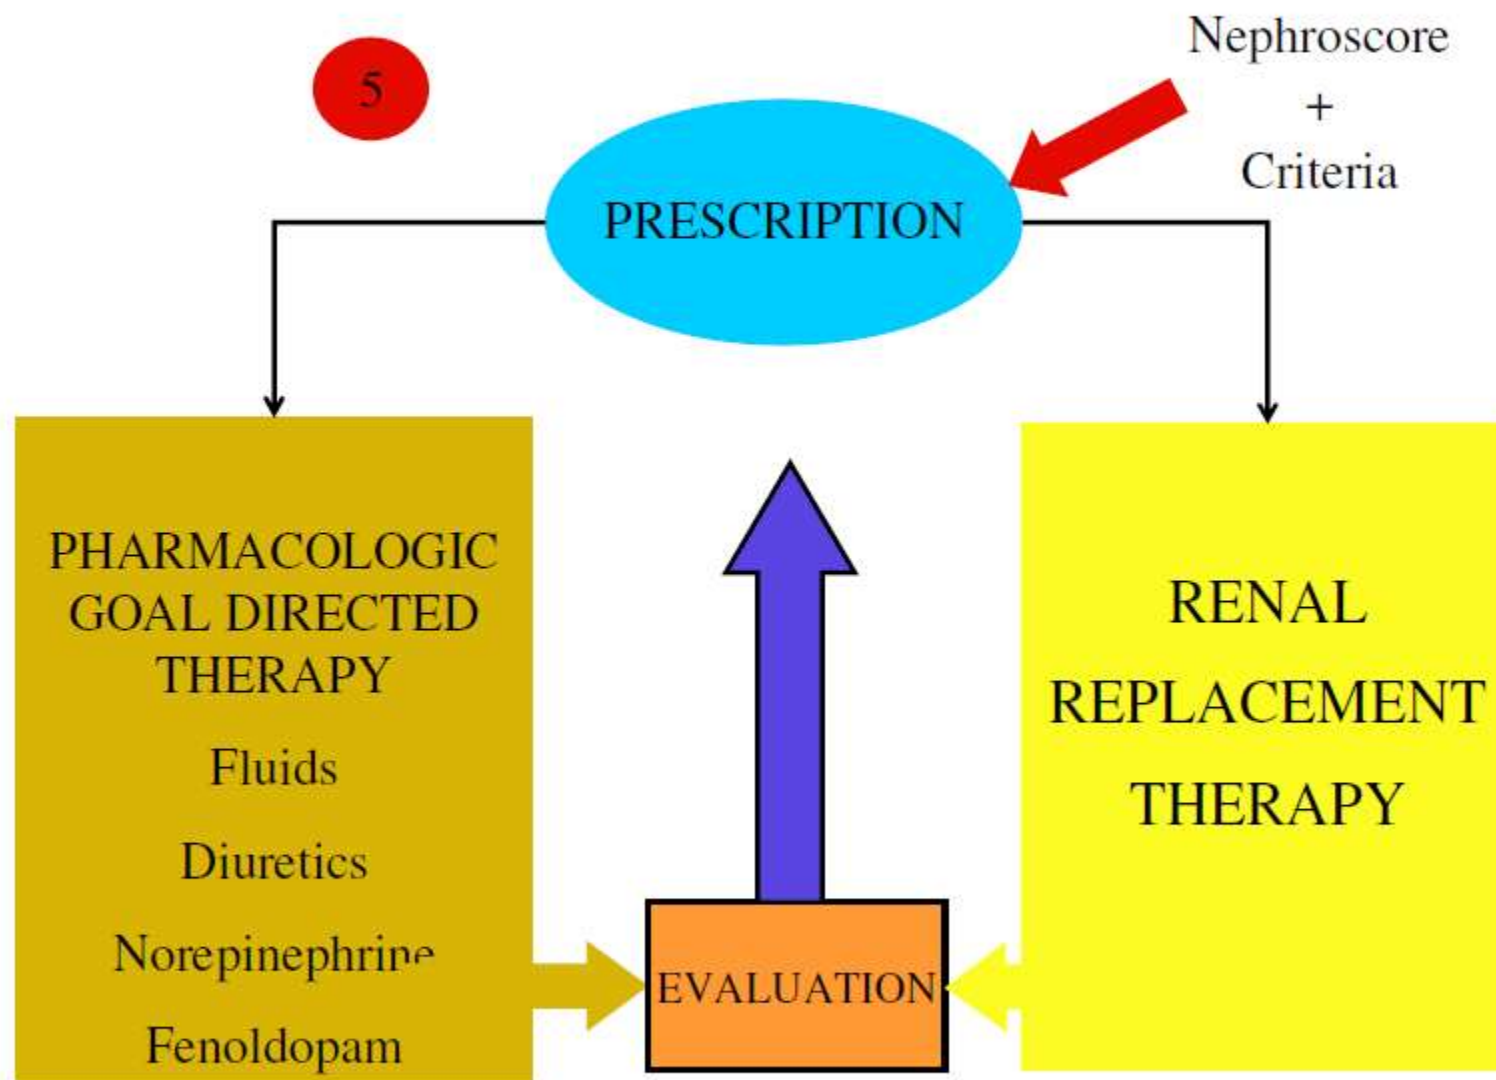 5
Nephroscore
+
Criteria
PRESCRIPTION
PHARMACOLOGIC
GOAL DIRECTED
THERAPY
Fluids
Diuretics
Norepinephrine
Fenoldopam
EVALUATION
RENAL
REPLACEMENT
THERAPY